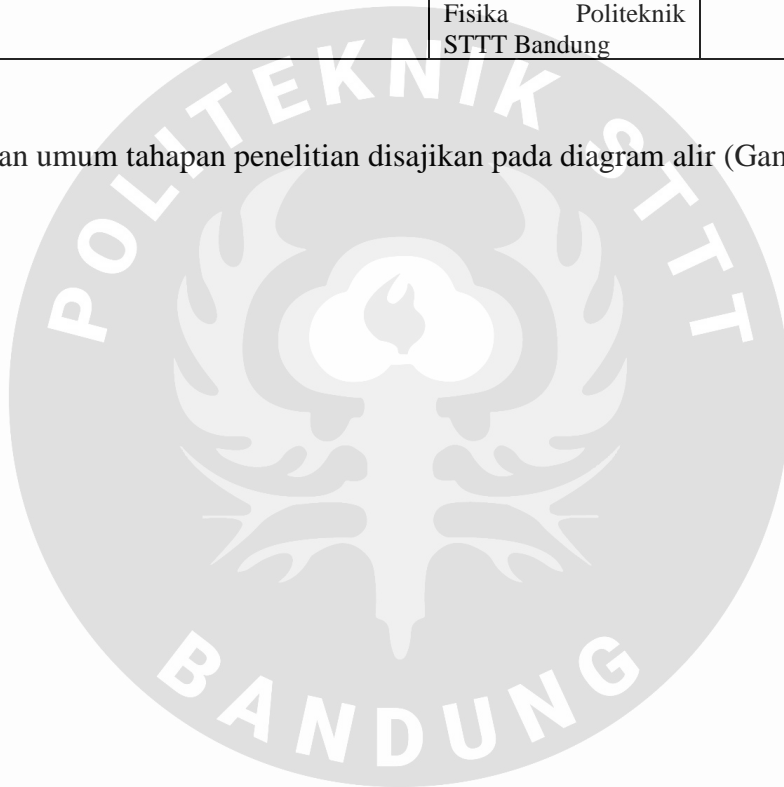 Fisika Politeknik
STTT Bandung
an umum tahapan penelitian disajikan pada diagram alir (Gam
POLITEKNIK STTT
BANDUNG